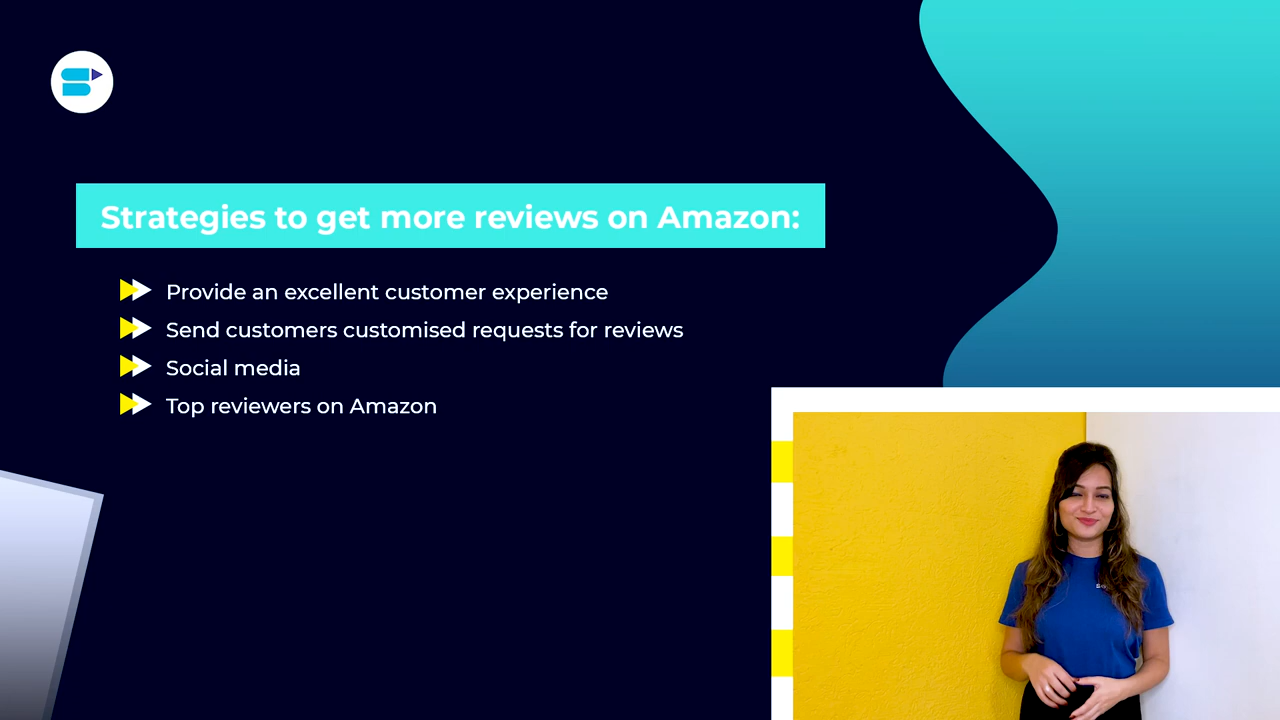 Strategies to get more reviews on Amazon:
Provide an excellent customer experience
Send customers customised requests for reviews
Social media
Top reviewers on Amazon